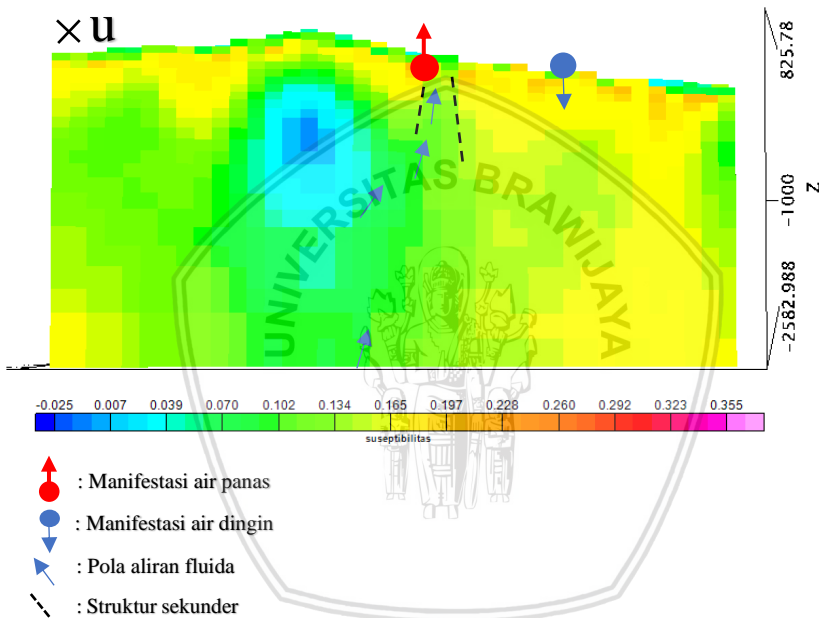 × u
825.78
-1000
Z
-2582.988
UNIVERSITAS BRAWIJAYA
-0.025 0.007 0.039 0.070 0.102 0.134 0.165 0.197 0.228 0.260 0.292 0.323 0.355
suseptibilitas
: Manifestasi air panas
: Manifestasi air dingin
: Pola aliran fluida
: Struktur sekunder